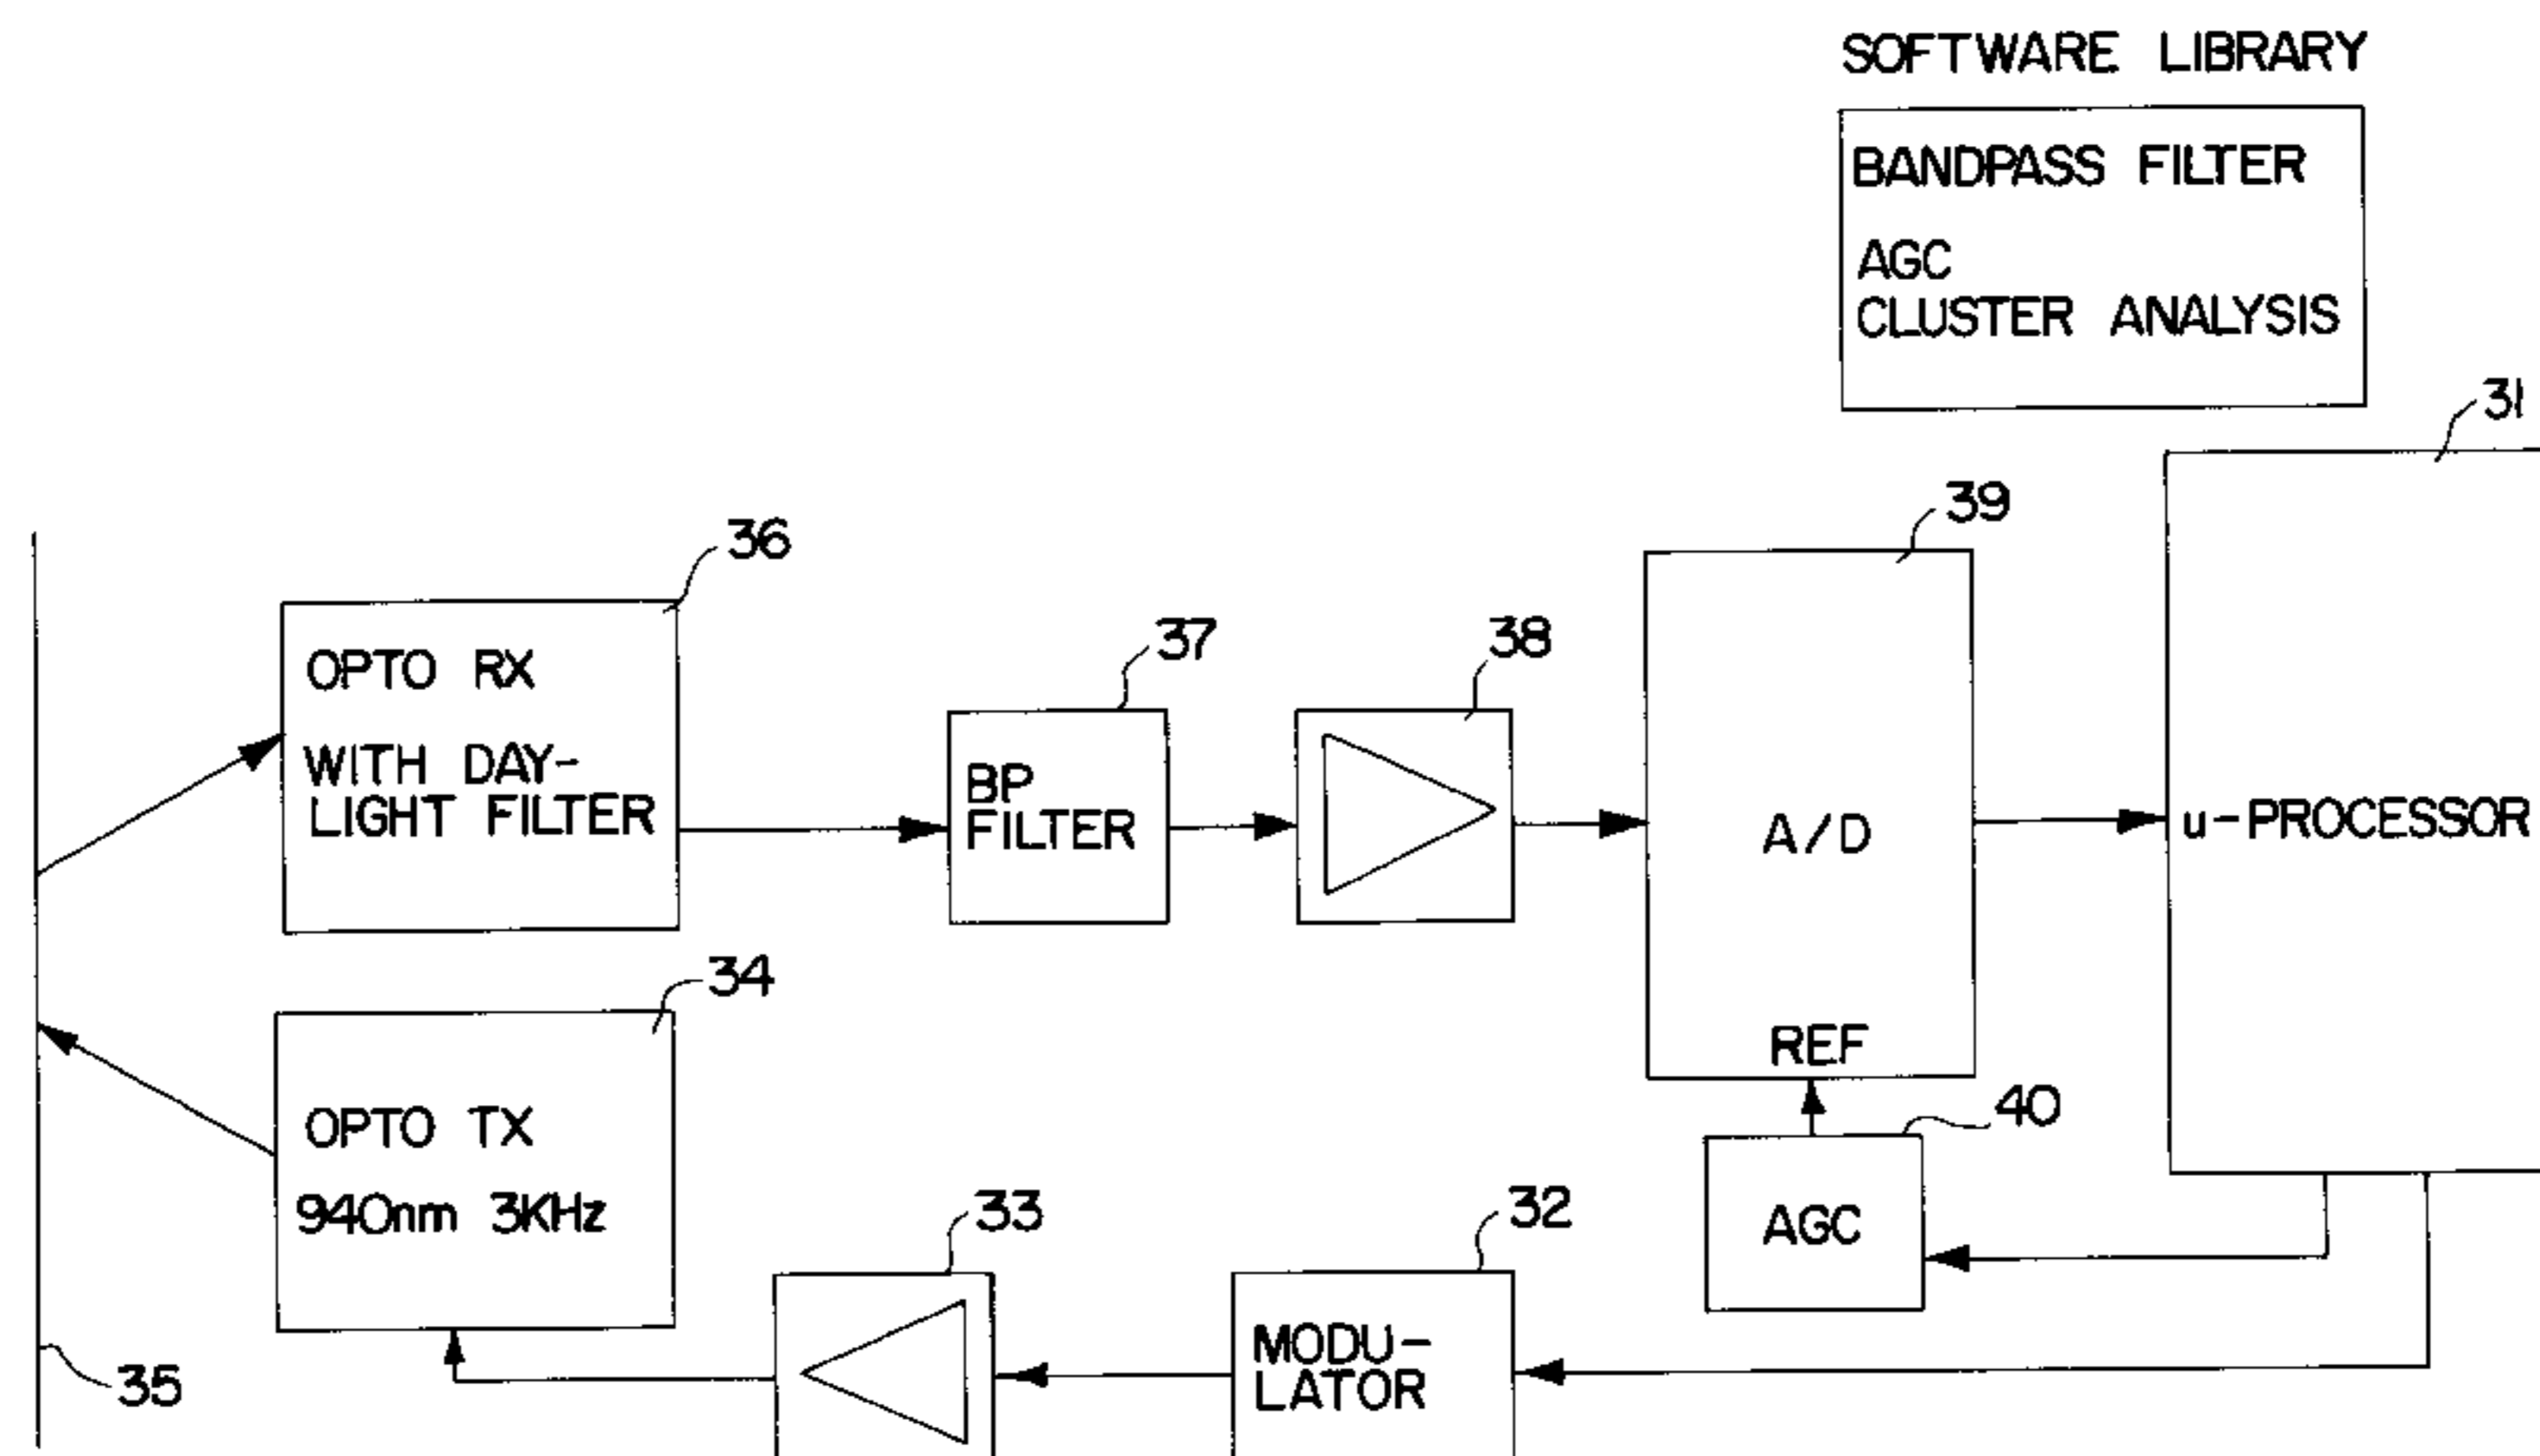 SOFTWARE LIBRARY
BANDPASS FILTER
AGC
CLUSTER ANALYSIS
31
39
36
37
38
OPTO RX
WITH DAY-
LIGHT FILTER
BP
FILTER
A/D
u-PROCESSOR
REF
34
40
OPTO TX
940nm 3KHz
33
32
AGC
MODU-
LATOR
35